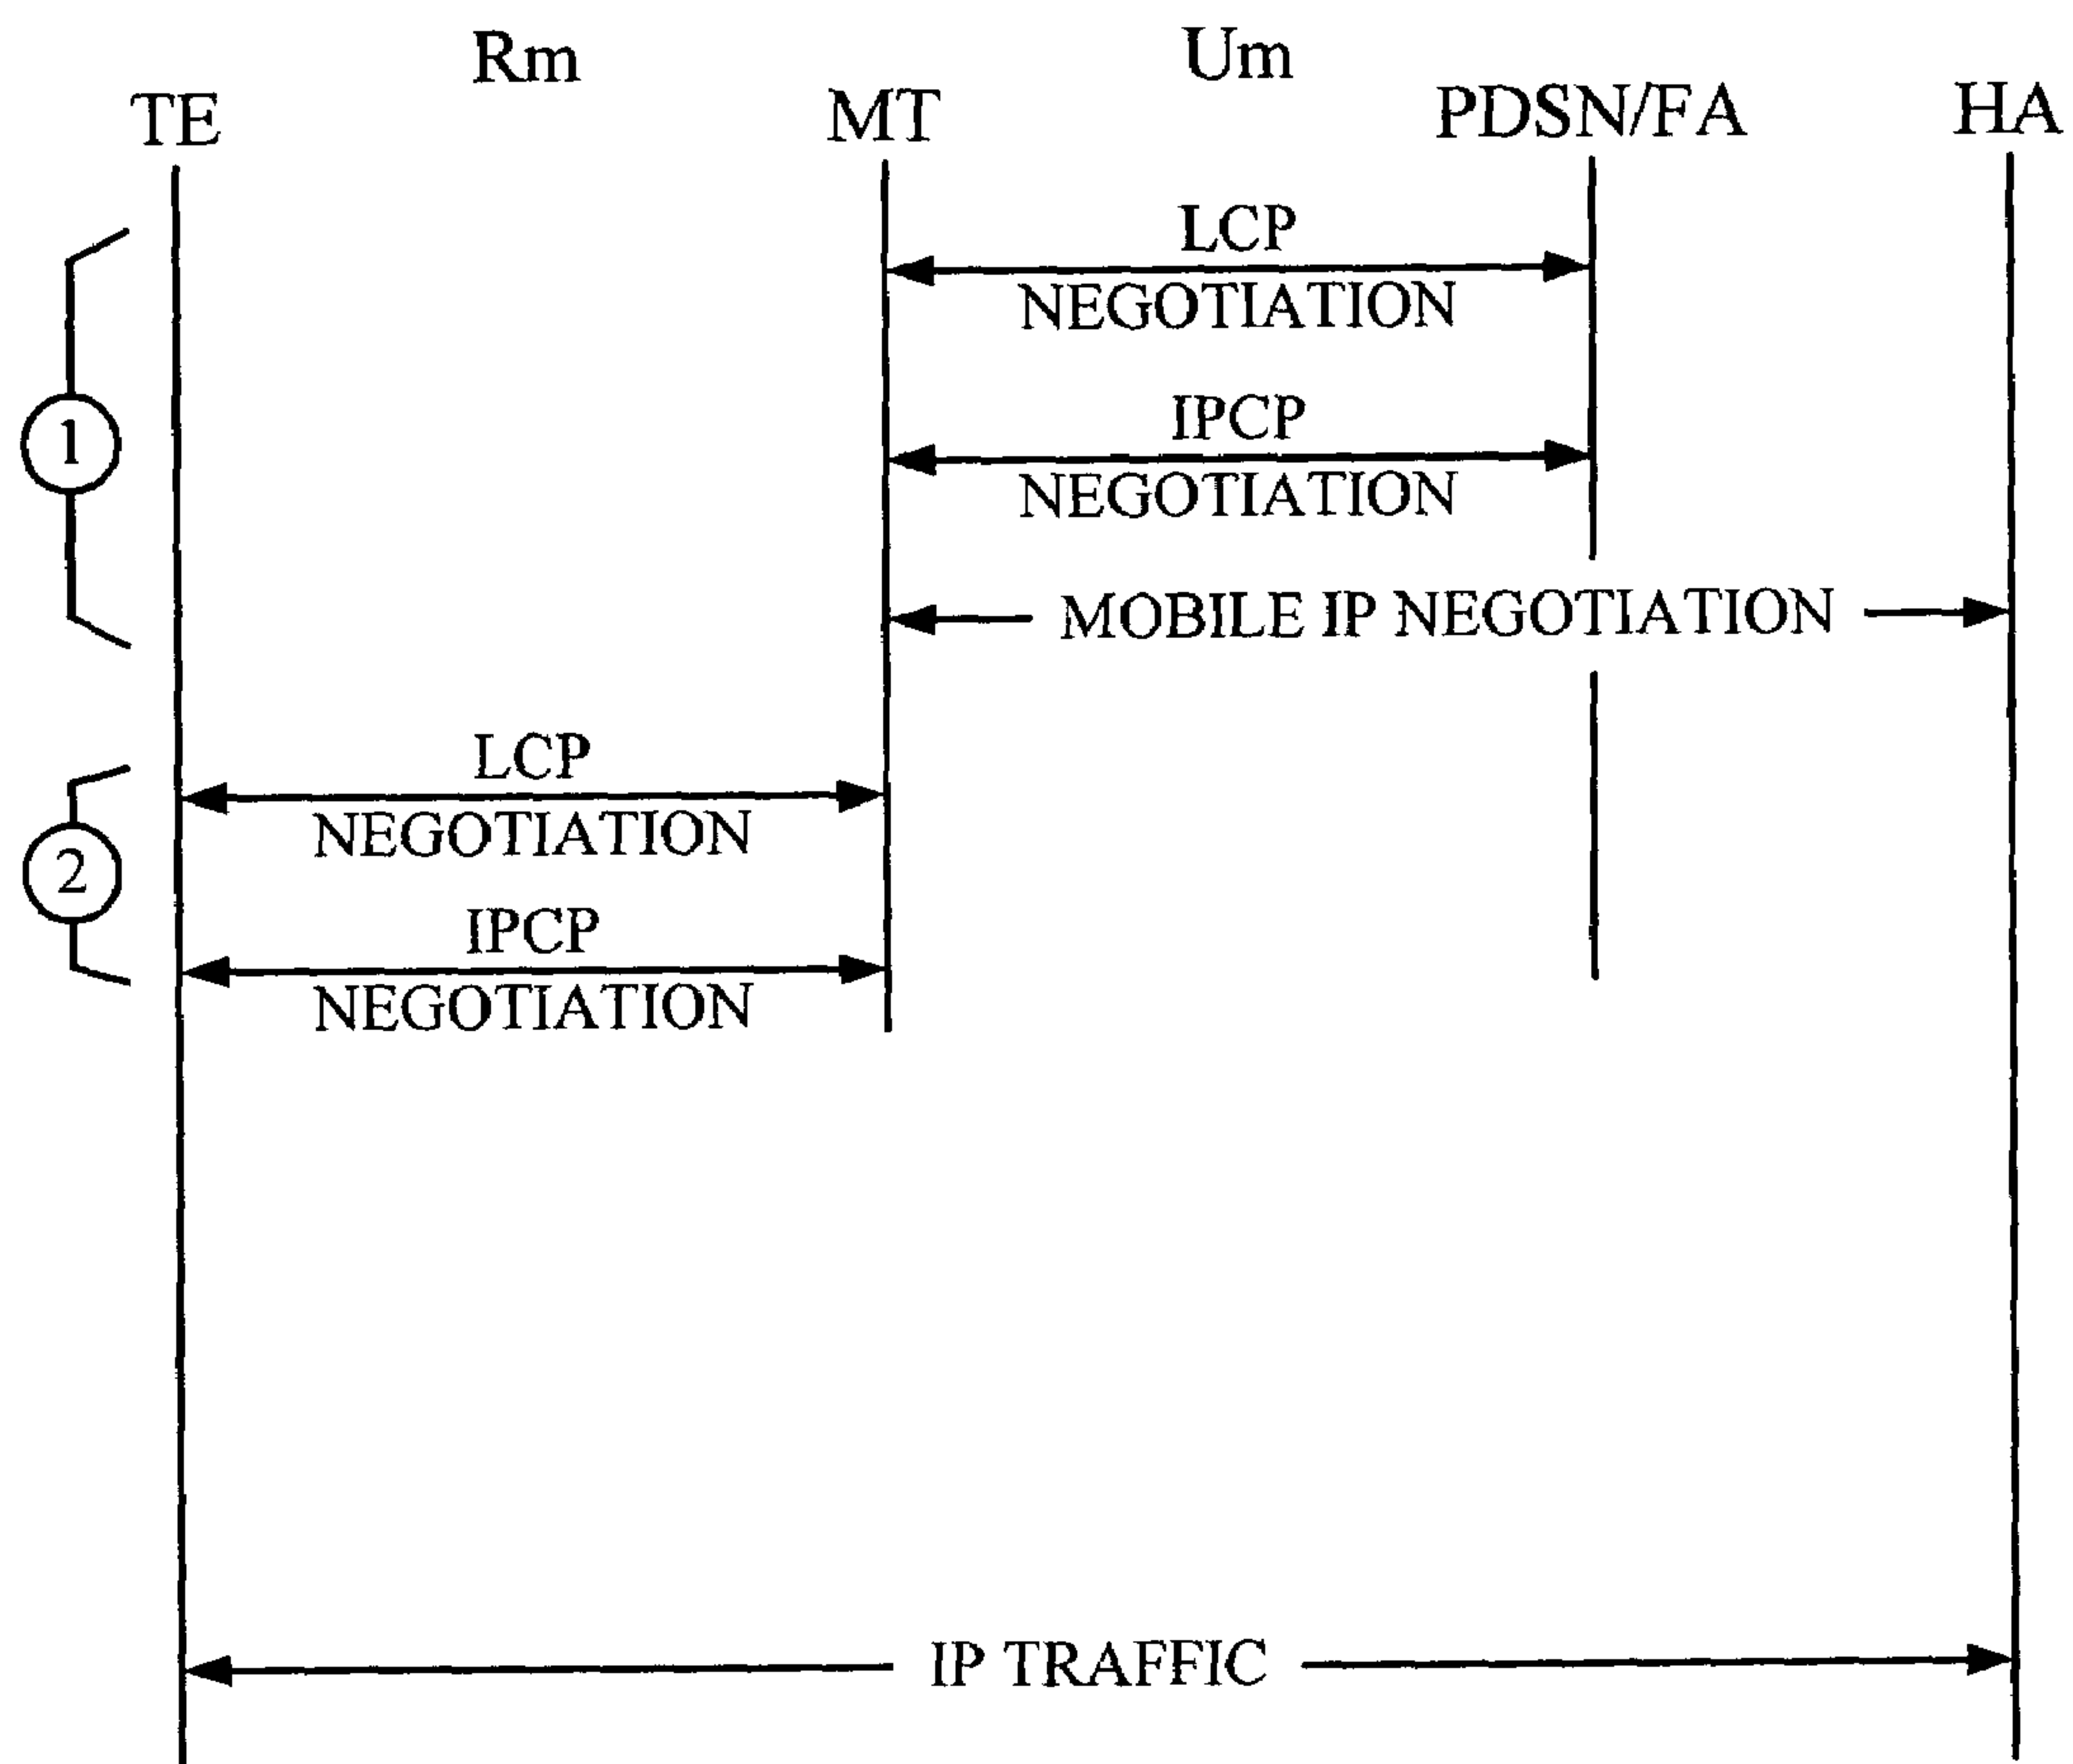 Rm
Um
TE
MT
PDSN/FA
HA
LCP
NEGOTIATION
1
IPCP
NEGOTIATION
MOBILE IP NEGOTIATION
LCP
NEGOTIATION
2
IPCP
NEGOTIATION
IP TRAFFIC